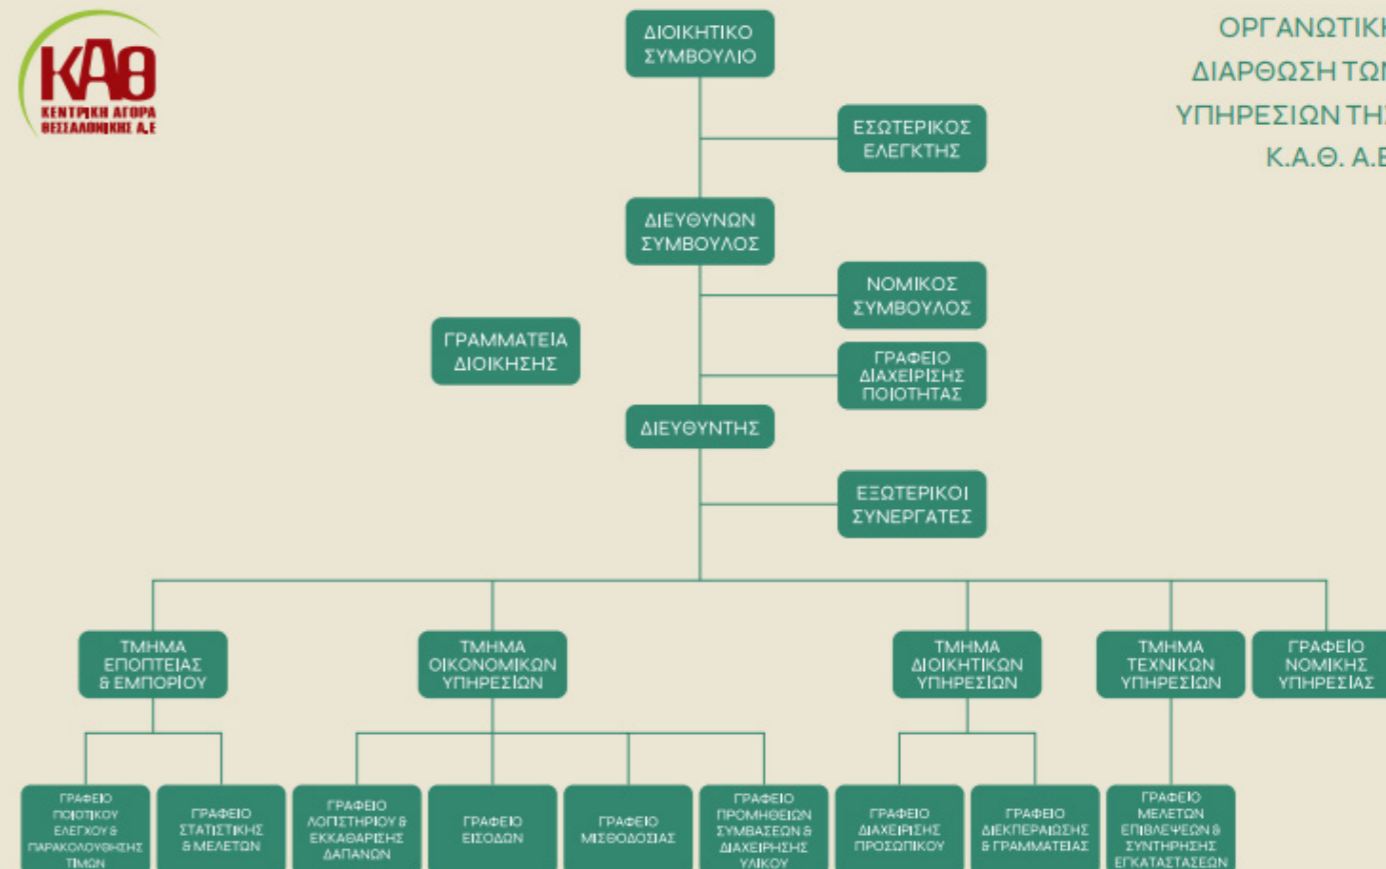 ΚΑΘ
ΚΕΝΤΡΙΚΗ ΑΓΟΡΑ
ΘΕΣΣΑΛΟΝΙΚΗΣ Α.Ε
ΟΡΓΑΝΩΤΙΚΗ
ΔΙΑΡΘΩΣΗ ΤΩΝ
ΥΠΗΡΕΣΙΩΝ ΤΗΣ
Κ.Α.Θ. Α.Ε
ΔΙΟΙΚΗΤΙΚΟ
ΣΥΜΒΟΥΛΙΟ
ΕΣΩΤΕΡΙΚΟΣ
ΕΛΕΓΚΤΗΣ
ΔΙΕΥΘΥΝΩΝ
ΣΥΜΒΟΥΛΟΣ
ΝΟΜΙΚΟΣ
ΣΥΜΒΟΥΛΟΣ
ΓΡΑΜΜΑΤΕΙΑ
ΔΙΟΙΚΗΣΗΣ
ΓΡΑΦΕΙΟ
ΔΙΑΧΕΙΡΙΣΗΣ
ΠΟΙΟΤΗΤΑΣ
ΔΙΕΥΘΥΝΤΗΣ
ΕΞΩΤΕΡΙΚΟΙ
ΣΥΝΕΡΓΑΤΕΣ
ΤΜΗΜΑ
ΕΠΟΠΤΕΙΑΣ
& ΕΜΠΟΡΙΟΥ
ΤΜΗΜΑ
ΟΙΚΟΝΟΜΙΚΩΝ
ΥΠΗΡΕΣΙΩΝ
ΤΜΗΜΑ
ΔΙΟΙΚΗΤΙΚΩΝ
ΥΠΗΡΕΣΙΩΝ
ΤΜΗΜΑ
ΤΕΧΝΙΚΩΝ
ΥΠΗΡΕΣΙΩΝ
ΓΡΑΦΕΙΟ
ΝΟΜΙΚΗΣ
ΥΠΗΡΕΣΙΑΣ
ΓΡΑΦΕΙΟ
ΠΟΙΟΤΙΚΟΥ
ΕΛΕΓΧΟΥ &
ΠΑΡΑΚΟΛΟΥΘΗΣΗΣ
ΤΙΜΩΝ
ΓΡΑΦΕΙΟ
ΣΤΑΤΙΣΤΙΚΗΣ
& ΜΕΛΕΤΩΝ
ΓΡΑΦΕΙΟ
ΛΟΓΙΣΤΗΡΙΟΥ &
ΕΚΚΑΘΑΡΙΣΗΣ
ΔΑΠΑΝΩΝ
ΓΡΑΦΕΙΟ
ΕΙΣΟΔΩΝ
ΓΡΑΦΕΙΟ
ΜΙΣΘΟΔΟΣΙΑΣ
ΓΡΑΦΕΙΟ
ΠΡΟΜΗΘΕΙΩΝ
ΣΥΜΒΑΣΕΩΝ &
ΔΙΑΧΕΙΡΗΣΗΣ
ΥΛΙΚΟΥ
ΓΡΑΦΕΙΟ
ΔΙΑΧΕΙΡΙΣΗΣ
ΠΡΟΣΩΠΙΚΟΥ
ΓΡΑΦΕΙΟ
ΔΙΕΚΠΕΡΑΙΩΣΗΣ
& ΓΡΑΜΜΑΤΕΙΑΣ
ΓΡΑΦΕΙΟ
ΜΕΛΕΤΩΝ
ΕΠΙΒΛΕΨΕΩΝ &
ΣΥΝΤΗΡΗΣΗΣ
ΕΓΚΑΤΑΣΤΑΣΕΩΝ